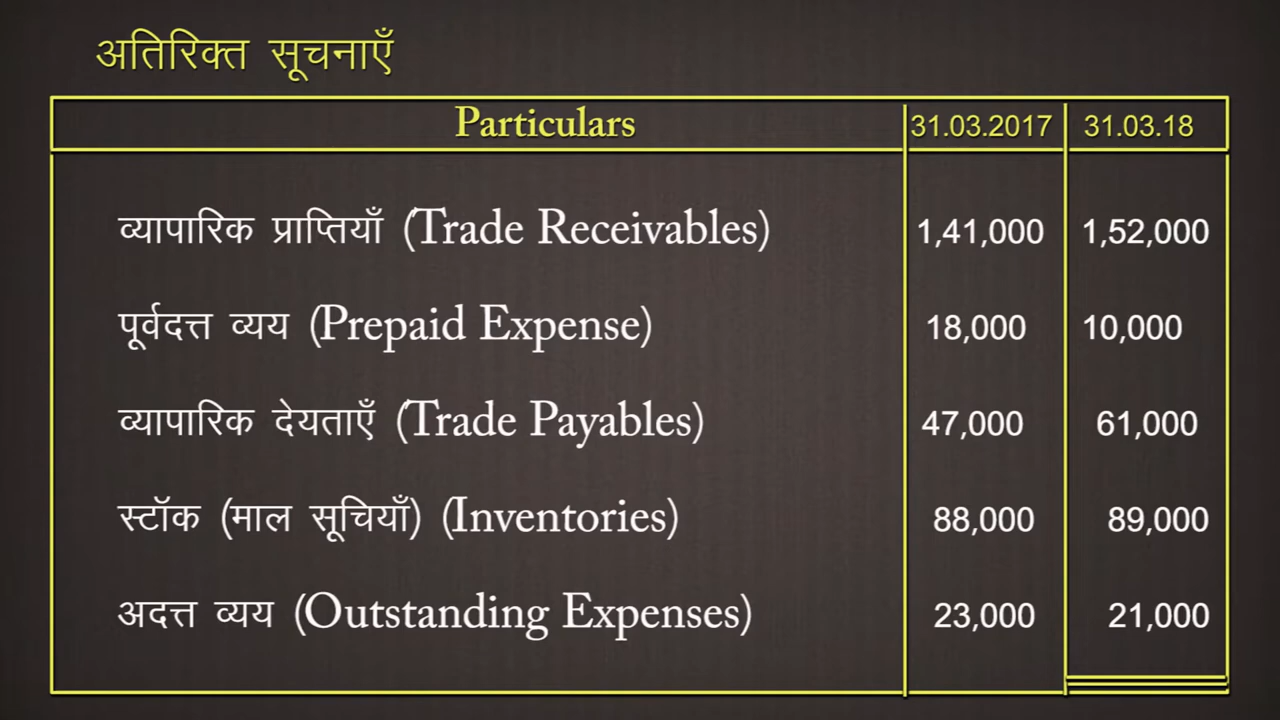 अतिरिक्त सूचनाएँ
Particulars 31.03.2017 31.03.18
व्यापारिक प्राप्तियाँ (Trade Receivables) 1,41,000 1,52,000
पूर्वदत्त व्यय (Prepaid Expense) 18,000 10,000
व्यापारिक देयताएँ (Trade Payables) 47,000 61,000
स्टॉक (माल सूचियाँ) (Inventories) 88,000 89,000
अदत्त व्यय (Outstanding Expenses) 23,000 21,000